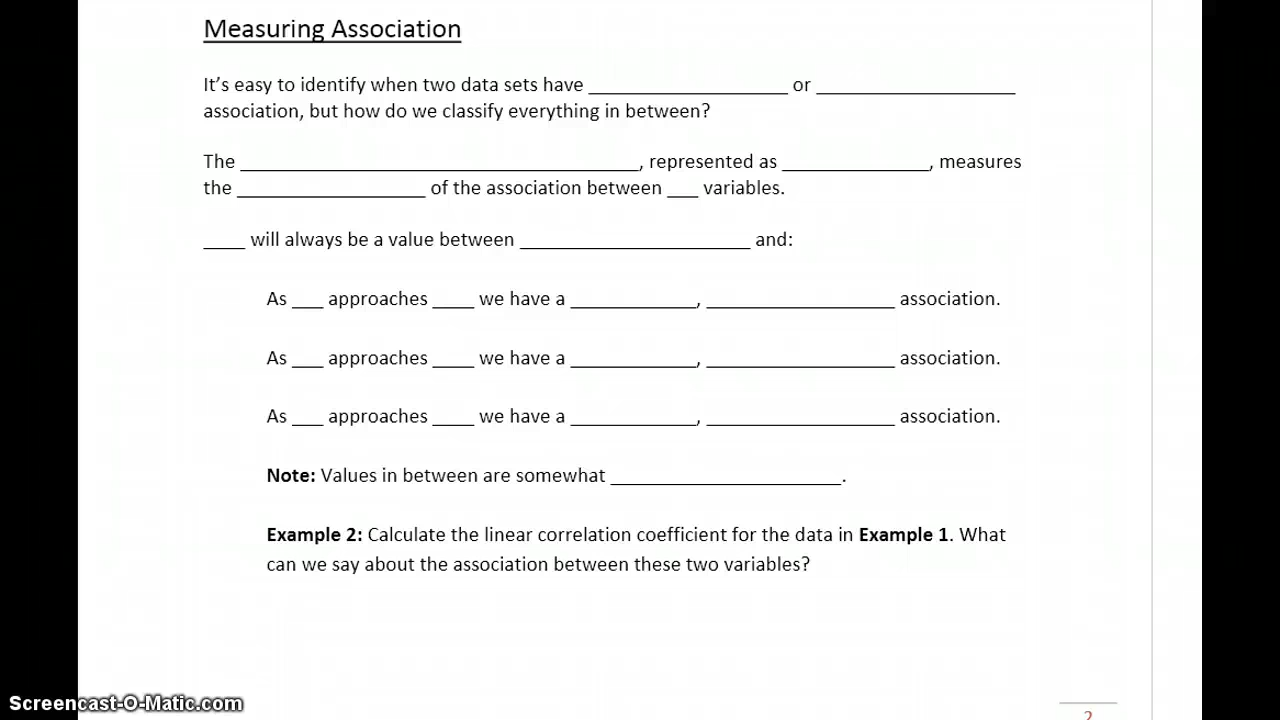 Measuring Association
It's easy to identify when two data sets have ___________________ or ___________________
association, but how do we classify everything in between?
The ______________________________________, represented as ______________, measures
the __________________ of the association between ___ variables.
____ will always be a value between ______________________ and:
As ___ approaches ____ we have a ____________, __________________ association.
As ___ approaches ____ we have a ____________, __________________ association.
As ___ approaches ____ we have a ____________, __________________ association.
Note: Values in between are somewhat ______________________.
Example 2: Calculate the linear correlation coefficient for the data in Example 1. What
can we say about the association between these two variables?
Screencast-O-Matic.com
2